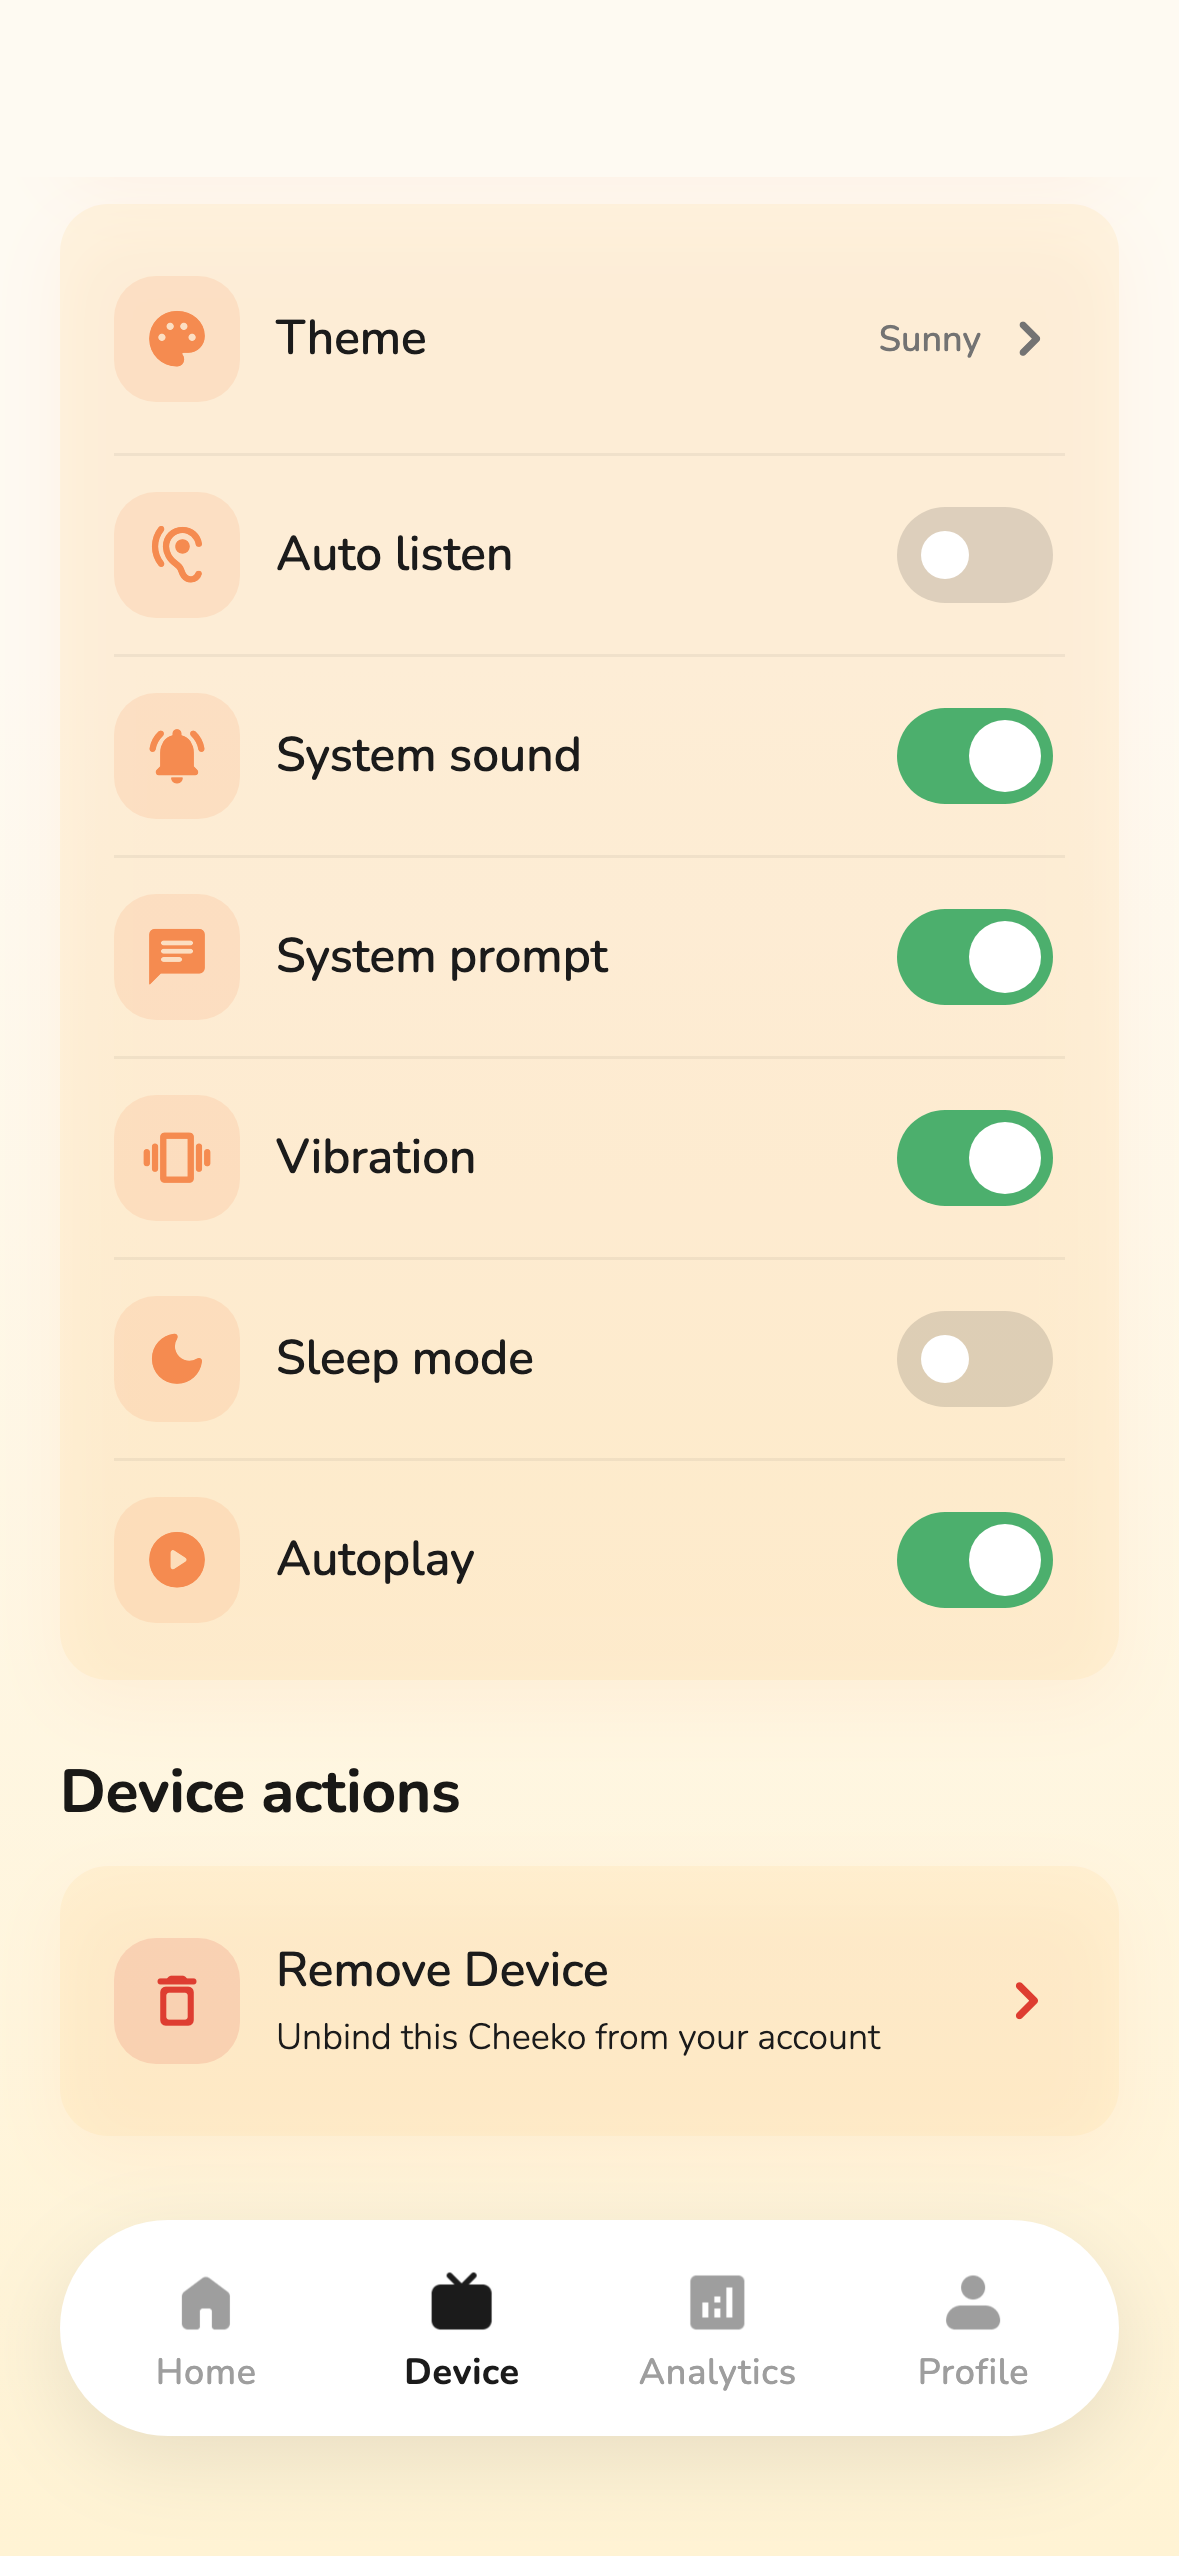 Theme
Sunny
Auto listen
System sound
System prompt
Vibration
Sleep mode
Autoplay
Device actions
Remove Device
Unbind this Cheeko from your account
Home
Device
Analytics
Profile